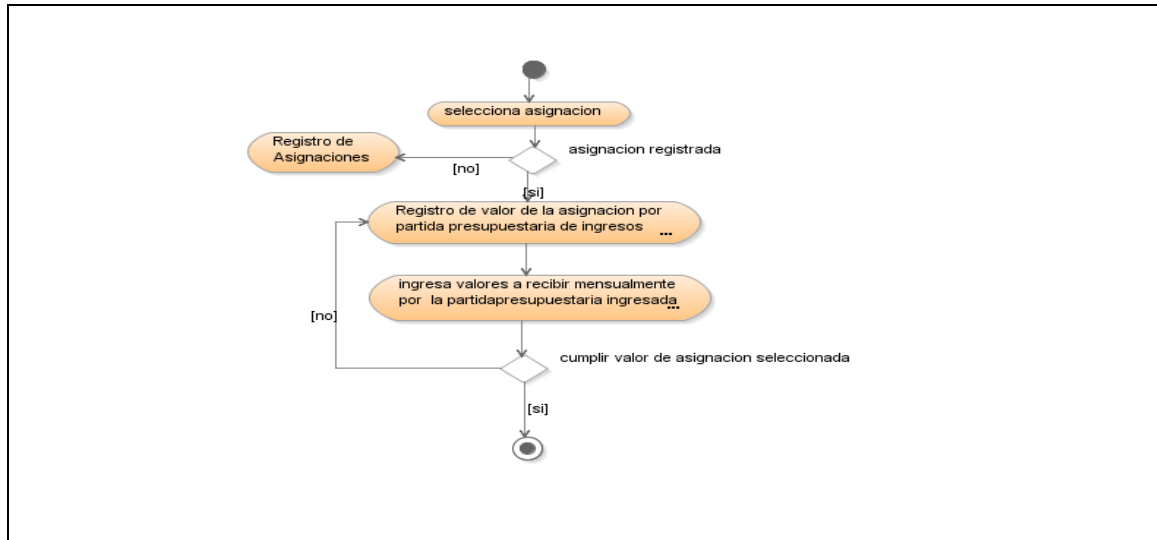 selecciona asignacion
Registro de
Asignaciones
[no]
asignacion registrada
[si]
Registro de valor de la asignacion por
partida presupuestaria de ingresos
...
ingresa valores a recibir mensualmente
por la partidapresupuestaria ingresada
...
[no]
cumplir valor de asignacion seleccionada
[si]